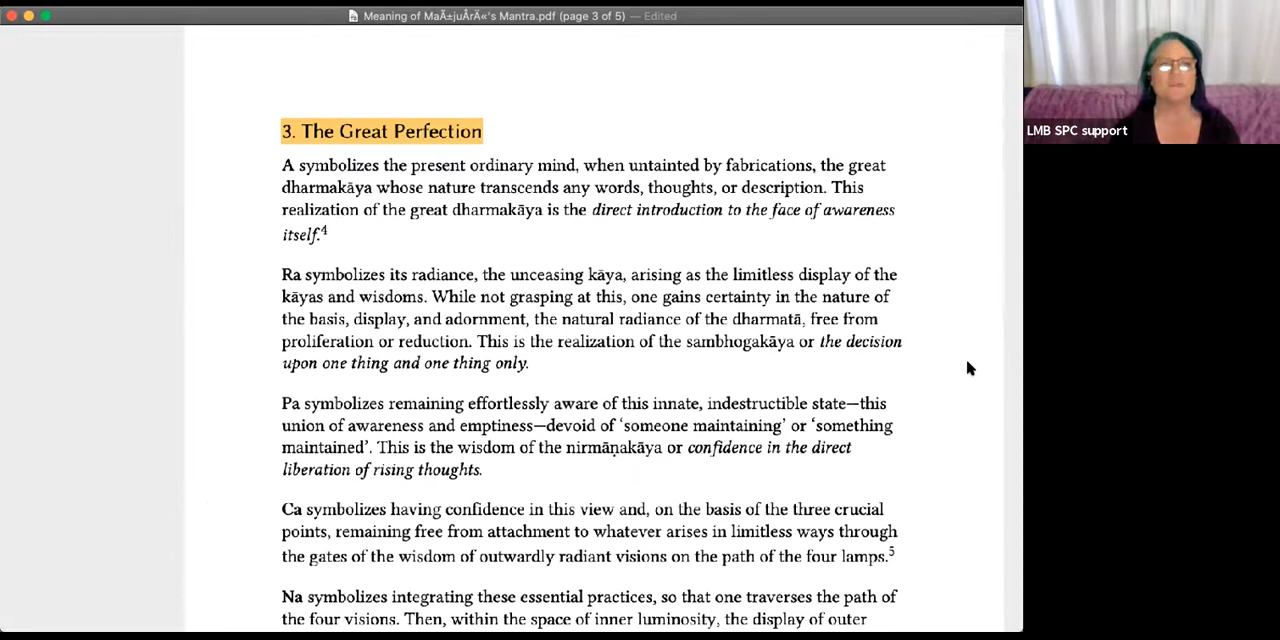 Meaning of MaÃ±juÅrÄ«'s Mantra.pdf (page 3 of 5) — Edited
LMB SPC support
3. The Great Perfection
A symbolizes the present ordinary mind, when untainted by fabrications, the great
dharmakāya whose nature transcends any words, thoughts, or description. This
realization of the great dharmakāya is the direct introduction to the face of awareness
itself.⁴
Ra symbolizes its radiance, the unceasing kāya, arising as the limitless display of the
kāyas and wisdoms. While not grasping at this, one gains certainty in the nature of
the basis, display, and adornment, the natural radiance of the dharmatā, free from
proliferation or reduction. This is the realization of the sambhogakāya or the decision
upon one thing and one thing only.
Pa symbolizes remaining effortlessly aware of this innate, indestructible state—this
union of awareness and emptiness—devoid of ‘someone maintaining’ or ‘something
maintained’. This is the wisdom of the nirmāṇakāya or confidence in the direct
liberation of rising thoughts.
Ca symbolizes having confidence in this view and, on the basis of the three crucial
points, remaining free from attachment to whatever arises in limitless ways through
the gates of the wisdom of outwardly radiant visions on the path of the four lamps.⁵
Na symbolizes integrating these essential practices, so that one traverses the path of
the four visions. Then, within the space of inner luminosity, the display of outer